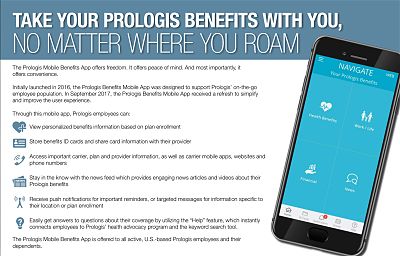 TAKE YOUR PROLOGIS BENEFITS WITH YOU,
NO MATTER WHERE YOU ROAM
The Prologis Mobile Benefits App offers freedom. It offers peace of mind. And most importantly, it
offers convenience.
Initially launched in 2016, the Prologis Benefits Mobile App was designed to support Prologis' on-the-go
employee population. In September 2017, the Prologis Benefits Mobile App received a refresh to simplify
and improve the user experience.
Through this mobile app, Prologis employees can:
View personalized benefits information based on plan enrollment
Store benefits ID cards and share card information with their provider
Access important carrier, plan and provider information, as well as carrier mobile apps, websites and
phone numbers
Stay in the know with the news feed which provides engaging news articles and videos about their
Prologis benefits
Receive push notifications for important reminders, or targeted messages for information specific to
their location or plan enrollment
Easily get answers to questions about their coverage by utilizing the "Help" feature, which instantly
connects employees to Prologis' health advocacy program and the keyword search tool.
The Prologis Mobile Benefits App is offered to all active, U.S.-based Prologis employees and their
dependents.
NAVIGATE
Your Prologis Benefits
Health Benefits
Work / Life
Financial
News